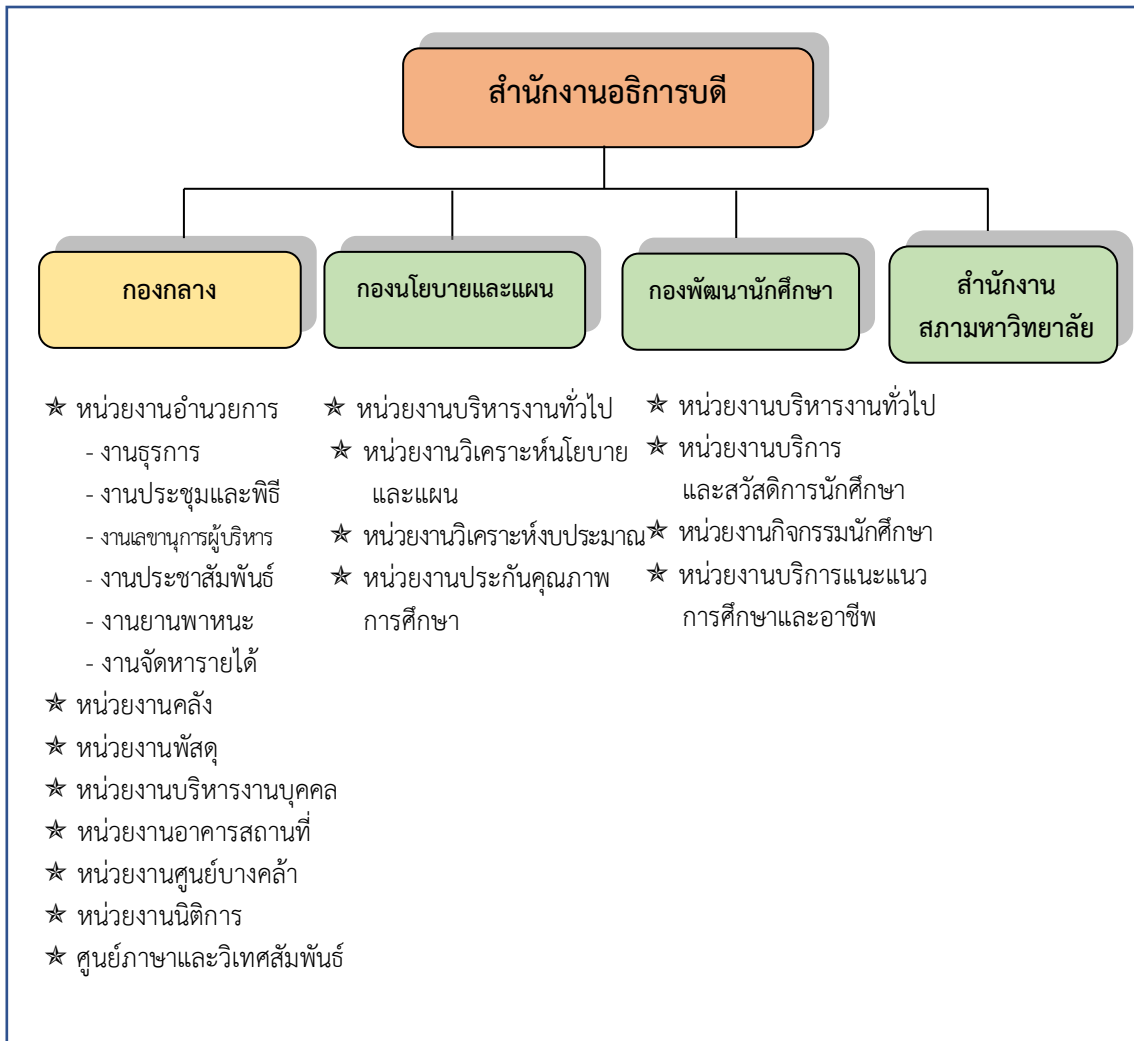 สำนักงานอธิการบดี
กองกลาง
กองนโยบายและแผน
กองพัฒนานักศึกษา
สำนักงาน
สภามหาวิทยาลัย
✯ หน่วยงานอำนวยการ
- งานธุรการ
- งานประชุมและพิธี
- งานเลขานุการผู้บริหาร
- งานประชาสัมพันธ์
- งานยานพาหนะ
- งานจัดหารายได้
✯ หน่วยงานคลัง
✯ หน่วยงานพัสดุ
✯ หน่วยงานบริหารงานบุคคล
✯ หน่วยงานอาคารสถานที่
✯ หน่วยงานศูนย์บางคล้า
✯ หน่วยงานนิติการ
✯ ศูนย์ภาษาและวิเทศสัมพันธ์
✯ หน่วยงานบริหารงานทั่วไป
✯ หน่วยงานวิเคราะห์นโยบาย
และแผน
✯ หน่วยงานวิเคราะห์งบประมาณ
✯ หน่วยงานประกันคุณภาพ
การศึกษา
✯ หน่วยงานบริหารงานทั่วไป
✯ หน่วยงานบริการ
และสวัสดิการนักศึกษา
✯ หน่วยงานกิจกรรมนักศึกษา
✯ หน่วยงานบริการแนะแนว
การศึกษาและอาชีพ